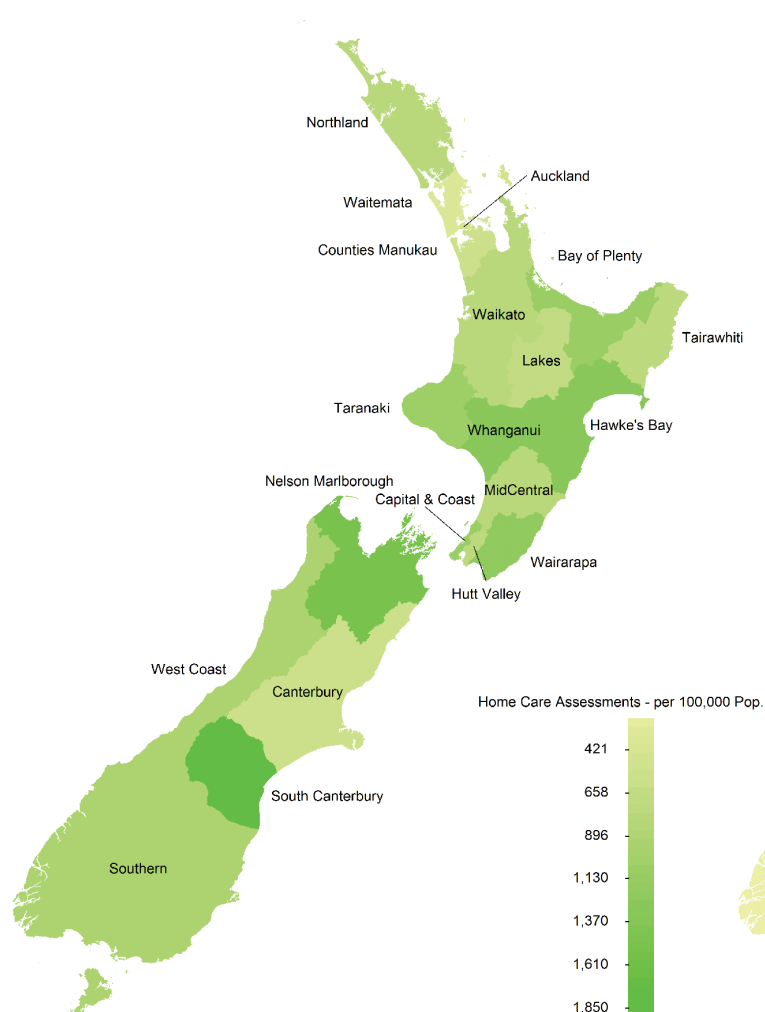 Northland
Auckland
Waitemata
Counties Manukau
Bay of Plenty
Waikato
Tairawhiti
Lakes
Taranaki
Whanganui
Hawke's Bay
Nelson Marlborough
MidCentral
Capital & Coast
Wairarapa
Hutt Valley
West Coast
Canterbury
Home Care Assessments - per 100,000 Pop.
421
658
South Canterbury
896
Southern
1,130
1,370
1,610
1,850